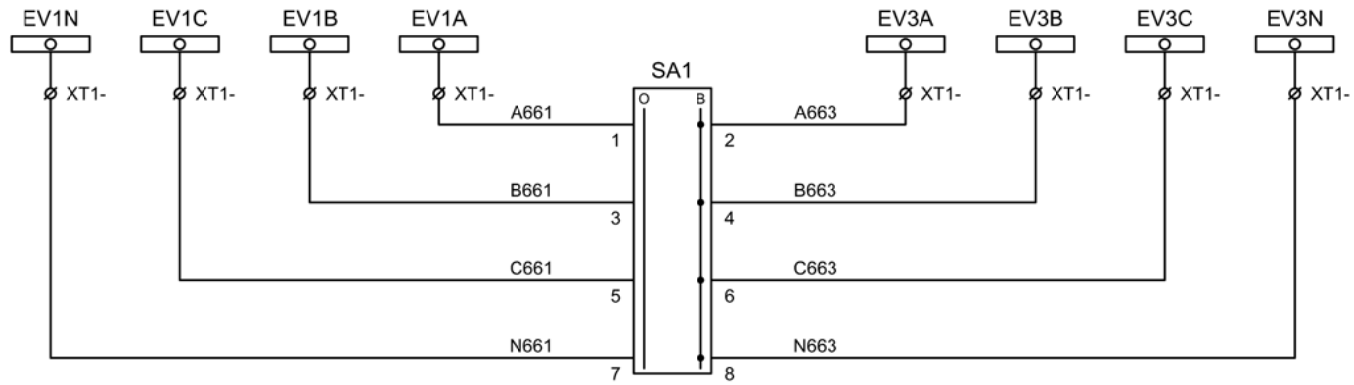 EV1N EV1C EV1B EV1A EV3A EV3B EV3C EV3N
SA1
XT1- XT1- XT1- XT1- O B XT1- XT1- XT1- XT1-
A661 A663
1 2
B661 B663
3 4
C661 C663
5 6
N661 N663
7 8